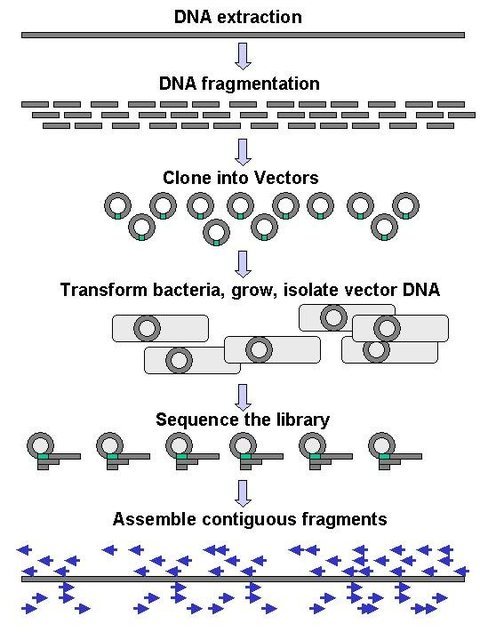 DNA extraction
DNA fragmentation
Clone into Vectors
Transform bacteria, grow, isolate vector DNA
Sequence the library
Assemble contiguous fragments